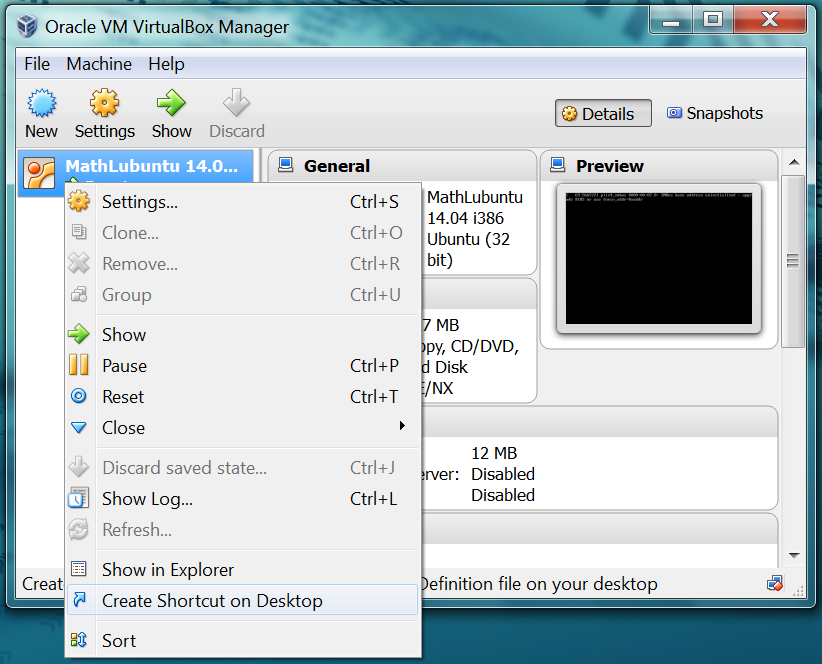 Oracle VM VirtualBox Manager
File Machine Help
New Settings Show Discard
Details Snapshots
MathLubuntu 14.0...
General
MathLubuntu
14.04 i386
Ubuntu (32
bit)
Preview
Settings... Ctrl+S
Clone... Ctrl+O
Remove... Ctrl+R
Group Ctrl+U
Show
Pause Ctrl+P
Reset Ctrl+T
Close
Discard saved state... Ctrl+J
Show Log... Ctrl+L
Refresh...
Show in Explorer
Create Shortcut on Desktop
Sort
7 MB
CD/DVD,
Disk
/NX
12 MB
Disabled
Disabled
Definition file on your desktop